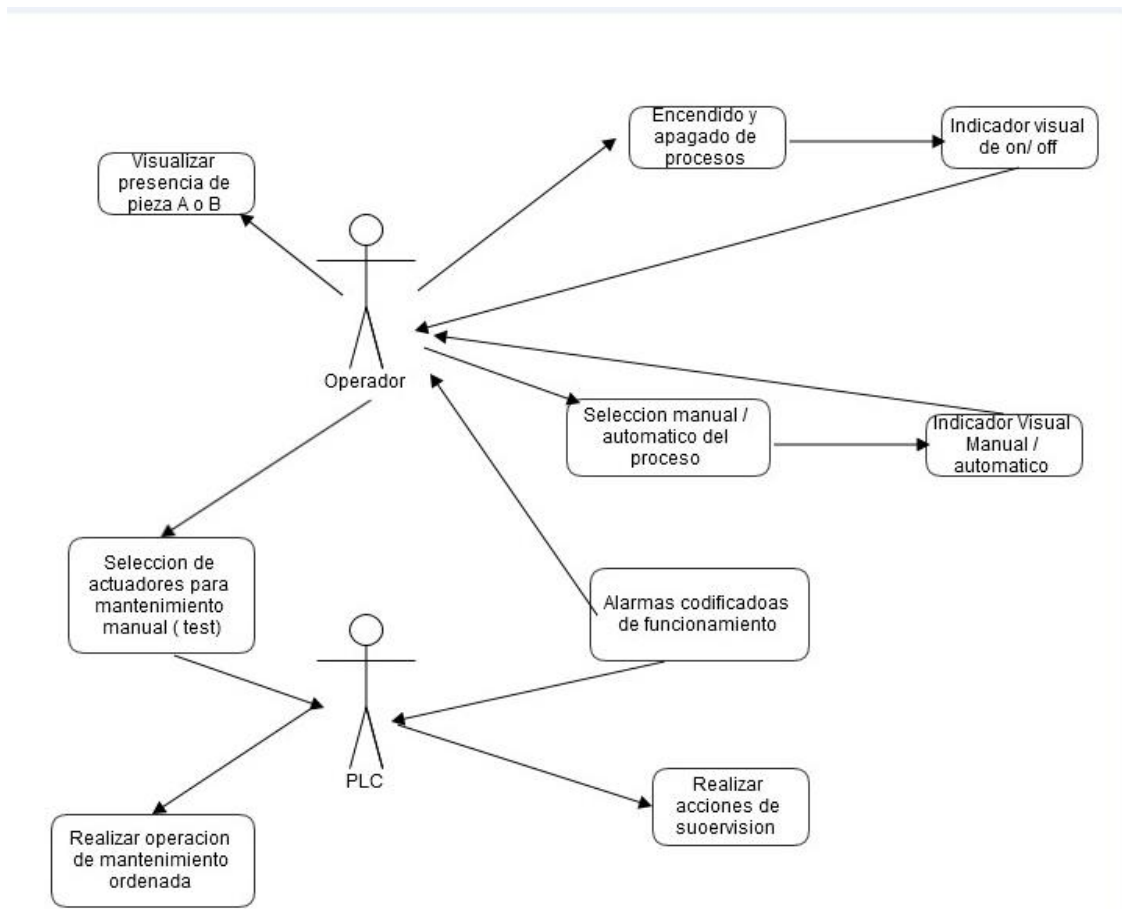 Encendido y
apagado de
procesos
Indicador visual
de on/ off
Visualizar
presencia de
pieza A o B
Operador
Seleccion manual /
automatico del
proceso
Indicador Visual
Manual /
automatico
Seleccion de
actuadores para
mantenimiento
manual ( test)
Alarmas codificadoas
de funcionamiento
PLC
Realizar
acciones de
suoervision
Realizar operacion
de mantenimiento
ordenada